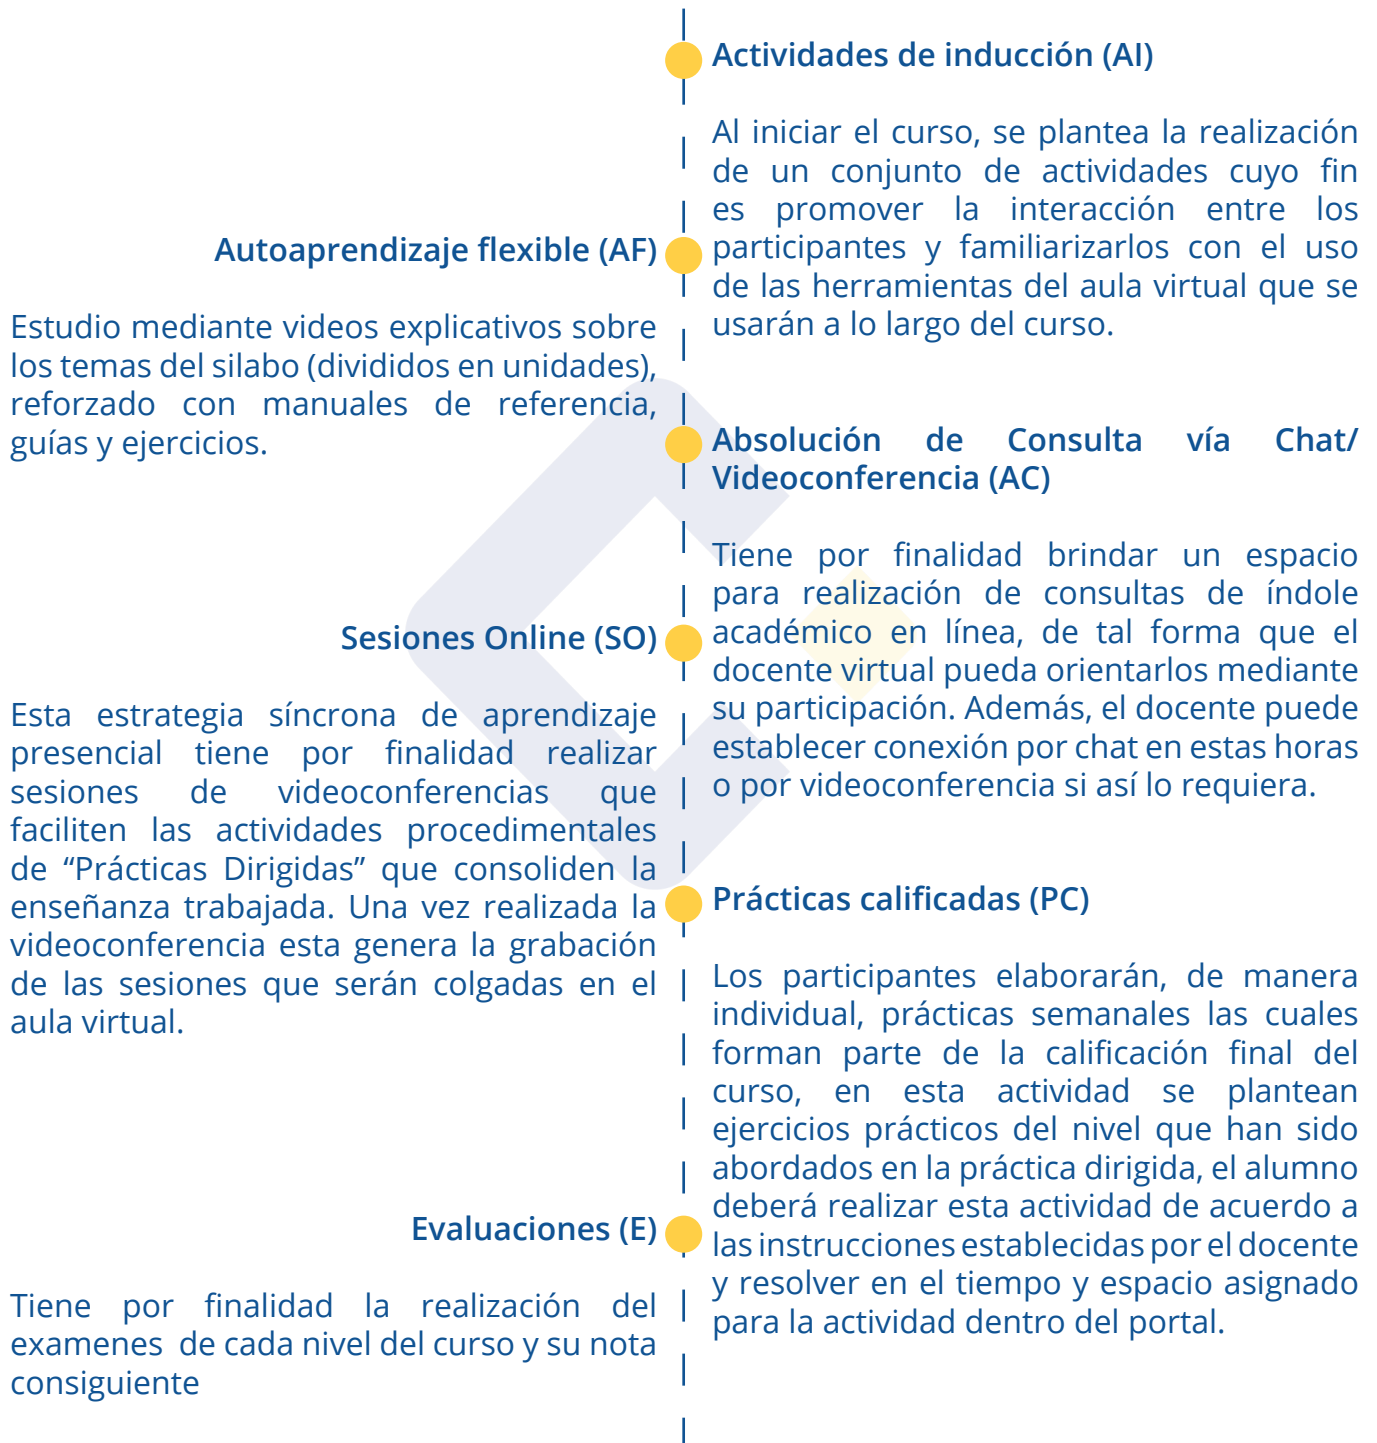 Actividades de inducción (AI)
Al iniciar el curso, se plantea la realización
de un conjunto de actividades cuyo fin
es promover la interacción entre los
participantes y familiarizarlos con el uso
de las herramientas del aula virtual que se
usarán a lo largo del curso.
Autoaprendizaje flexible (AF)
Estudio mediante videos explicativos sobre
los temas del silabo (divididos en unidades),
reforzado con manuales de referencia,
guías y ejercicios.
Absolución de Consulta vía Chat/
Videoconferencia (AC)
Tiene por finalidad brindar un espacio
para realización de consultas de índole
académico en línea, de tal forma que el
docente virtual pueda orientarlos mediante
su participación. Además, el docente puede
establecer conexión por chat en estas horas
o por videoconferencia si así lo requiera.
Sesiones Online (SO)
Esta estrategia síncrona de aprendizaje
presencial tiene por finalidad realizar
sesiones de videoconferencias que
faciliten las actividades procedimentales
de “Prácticas Dirigidas” que consoliden la
enseñanza trabajada. Una vez realizada la
videoconferencia esta genera la grabación
de las sesiones que serán colgadas en el
aula virtual.
Prácticas calificadas (PC)
Los participantes elaborarán, de manera
individual, prácticas semanales las cuales
forman parte de la calificación final del
curso, en esta actividad se plantean
ejercicios prácticos del nivel que han sido
abordados en la práctica dirigida, el alumno
deberá realizar esta actividad de acuerdo a
las instrucciones establecidas por el docente
y resolver en el tiempo y espacio asignado
para la actividad dentro del portal.
Evaluaciones (E)
Tiene por finalidad la realización del
examenes de cada nivel del curso y su nota
consiguiente